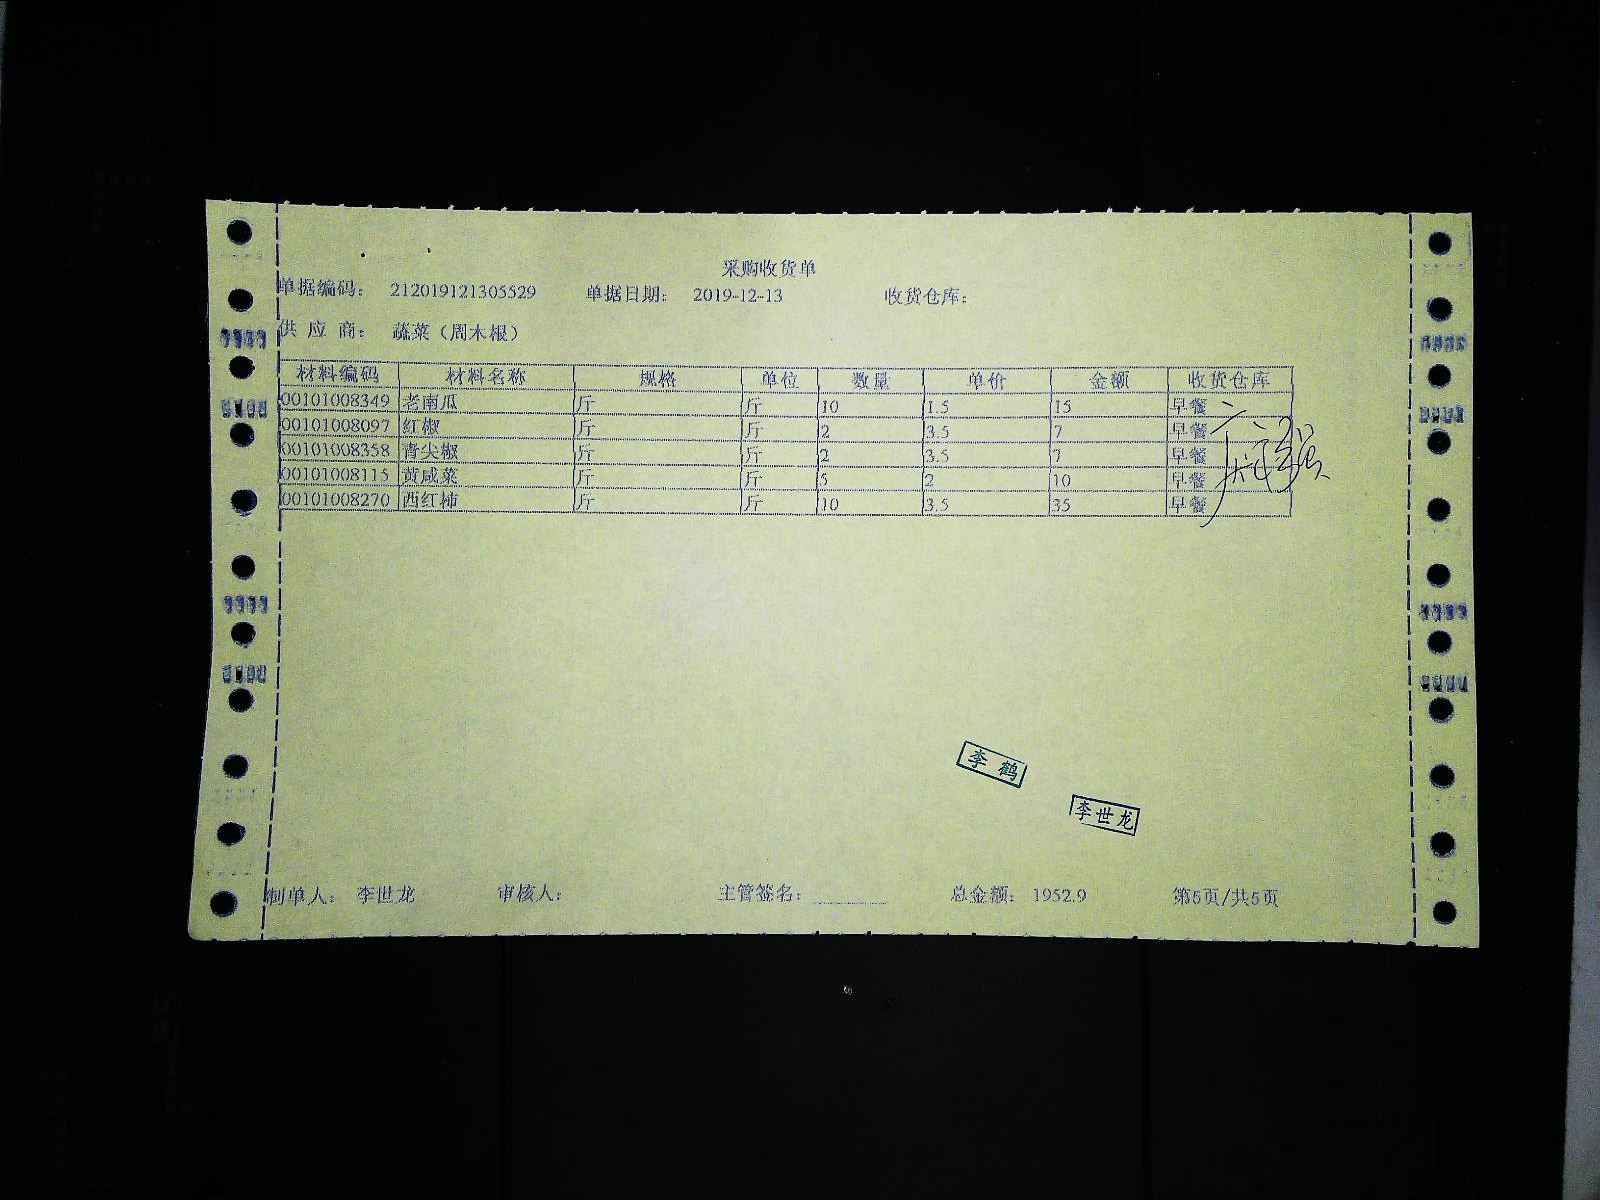 采购收货单
单据编码： 212019121305529 单据日期： 2019-12-13 收货仓库：
供 应 商： 蔬菜（周木根）
材料编码 材料名称 规格 单位 数量 单价 金额 收货仓库
00101008349 老南瓜 斤 斤 10 1.5 15 早餐
00101008097 红椒 斤 斤 2 3.5 7 早餐
00101008358 青尖椒 斤 斤 2 3.5 7 早餐
00101008115 黄咸菜 斤 斤 5 2 10 早餐
00101008270 西红柿 斤 斤 10 3.5 35 早餐
李鹤
李世龙
制单人： 李世龙 审核人： 主管签名： 总金额： 1952.9 第5页/共5页